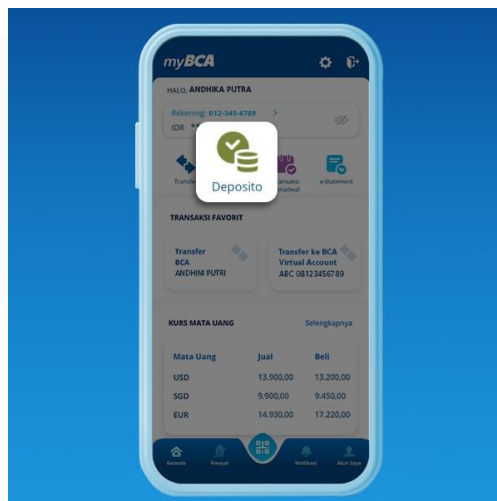 myBCA
HALO, ANDHIKA PUTRA
Rekening: 012-345-6789 >
IDR
Deposito
e-Statement
TRANSAKSI FAVORIT
Transfer
BCA
ANDHINI PUTRI
Transfer ke BCA
Virtual Account
ABC 08123456789
KURS MATA UANG
Selengkapnya
Mata Uang Jual Beli
USD 13.900,00 13.200,00
SGD 9.900,00 9.450,00
EUR 14.930,00 17.220,00
Beranda Riwayat Notifikasi Akun Saya